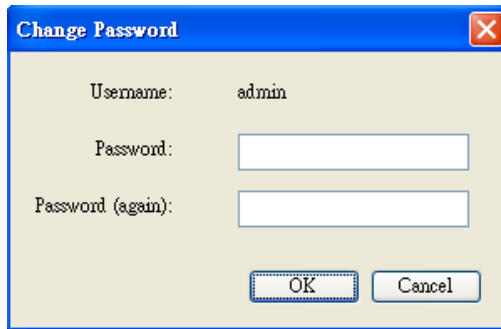 Change Password
Username: admin
Password:
Password (again):
OK Cancel